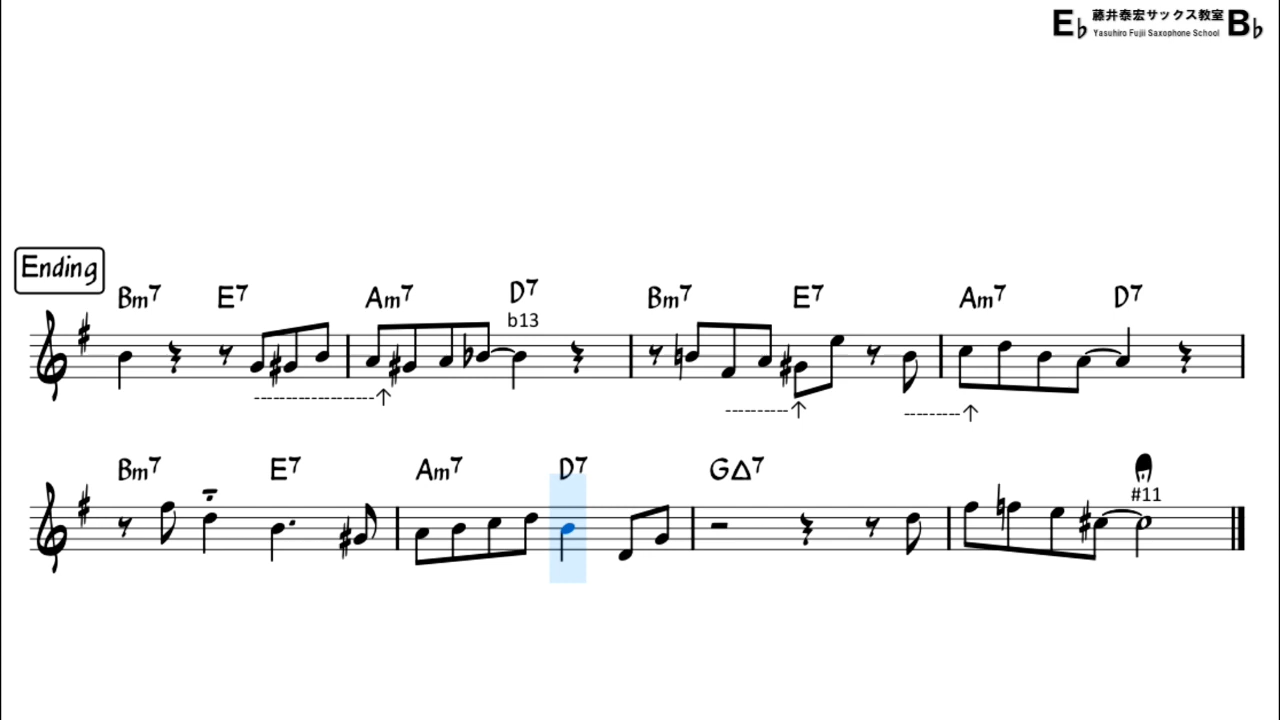 E♭ 藤井泰宏サックス教室 B♭
Yasuhiro Fujii Saxophone School
Ending
Bm7 E7 Am7 D7 Bm7 E7 Am7 D7
b13
Bm7 E7 Am7 D7 G△7
#11